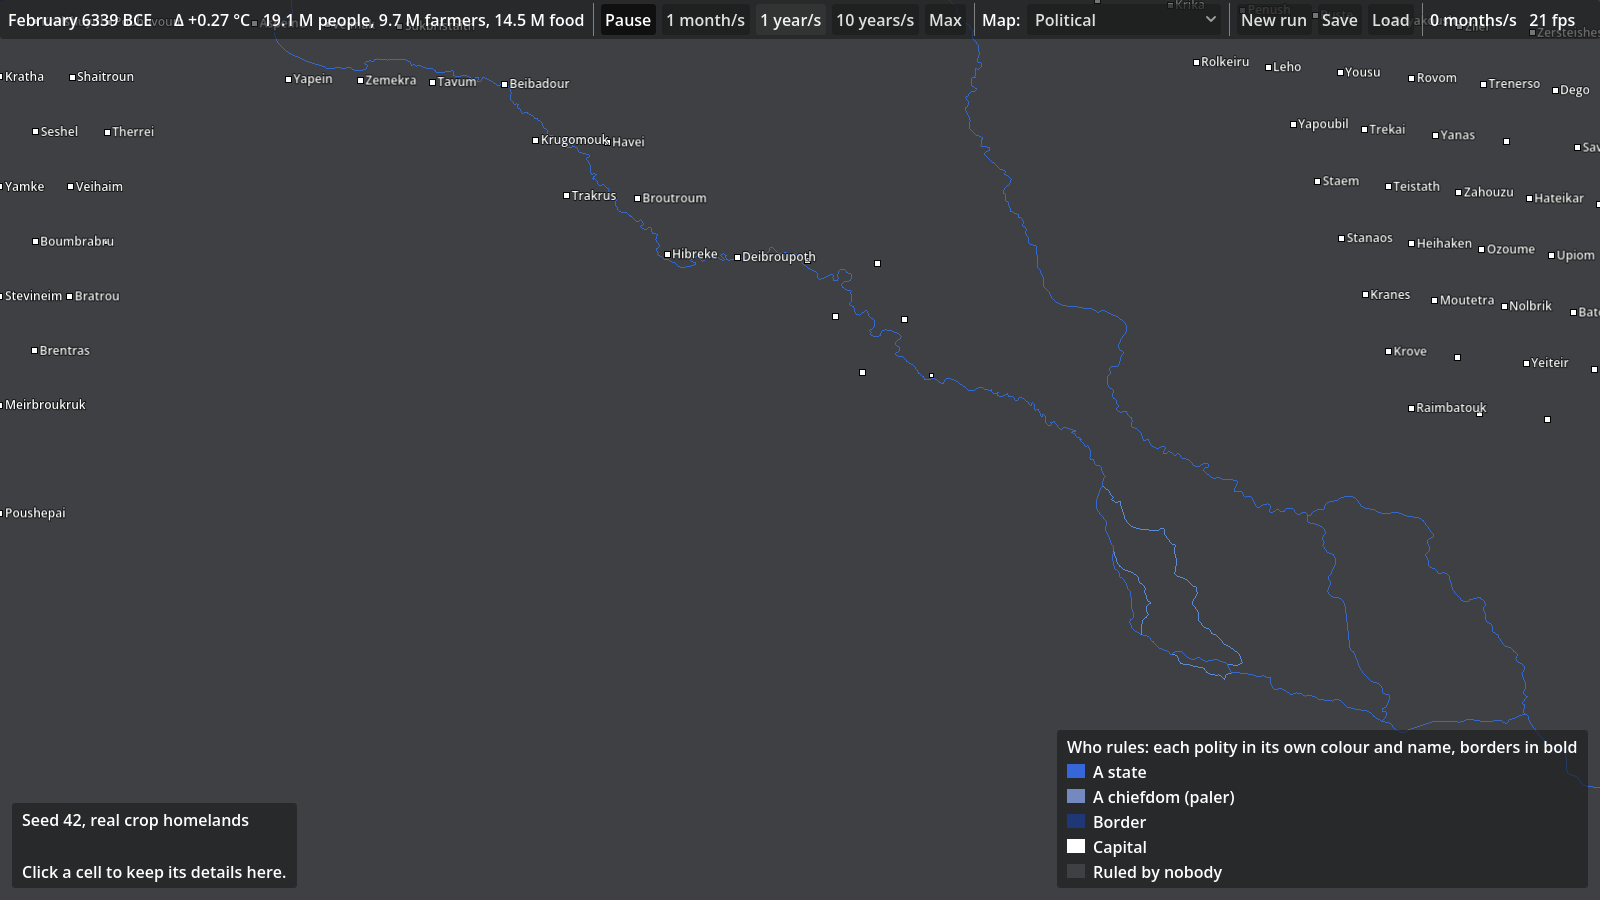 February 6339 BCE Δ +0.27 °C 19.1 M people, 9.7 M farmers, 14.5 M food Pause 1 month/s 1 year/s 10 years/s Max Map: Political New run Save Load 0 months/s 21 fps
Krika
Zersteishes
Rolkeiru Leho Yousu Rovom Trenerso Dego
Kratha Shaitroun Yapein Zemekra Tavum Beibadour
Yapoubil Trekai Yanas
Seshel Therrei Krugomouk Havei
Staem Teistath Zahouzu Hateikar
Yamke Veihaim Trakrus Broutroum
Stanaos Heihaken Ozoume Upiom
Boumbrabru Hibreke Deibroupoth
Stevineim Bratrou Kranes Moutetra Nolbrik
Brentras Krove Yeiteir
Meirbroukruk Raimbatouk
Poushepai
Who rules: each polity in its own colour and name, borders in bold
A state
A chiefdom (paler)
Border
Capital
Ruled by nobody
Seed 42, real crop homelands
Click a cell to keep its details here.